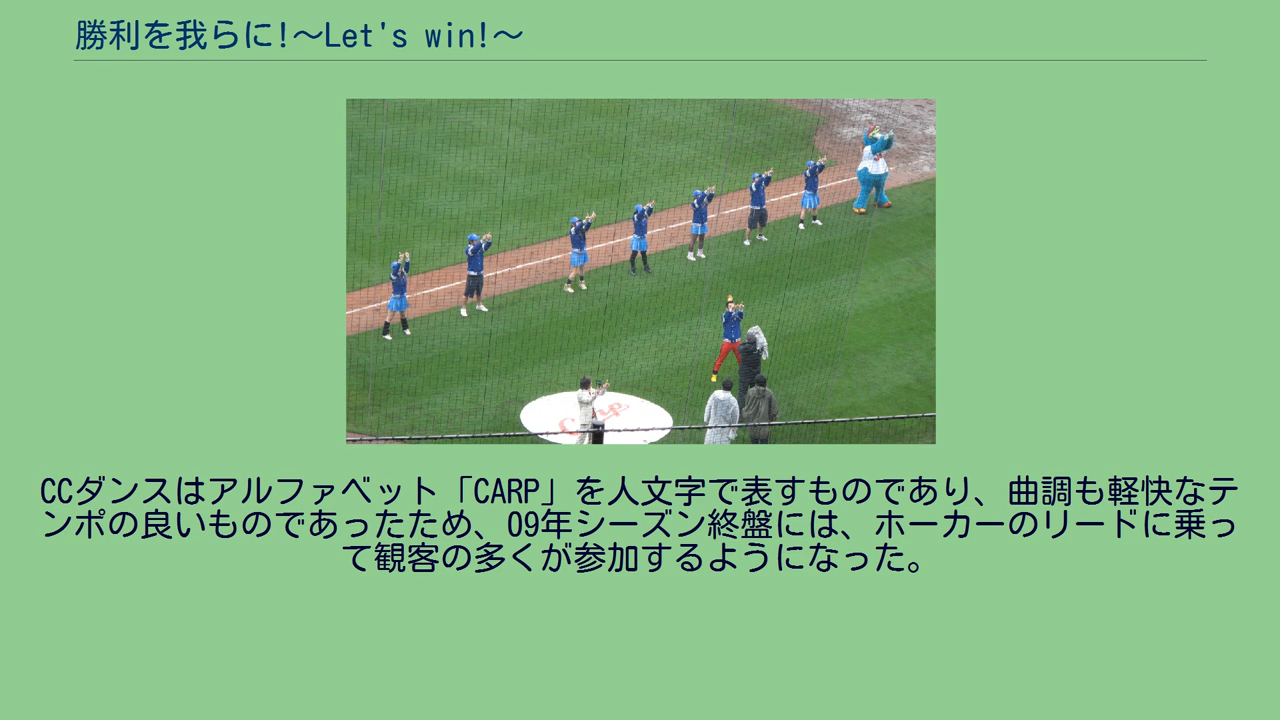 勝利を我らに!〜Let's win!〜
Carp
CCダンスはアルファベット「CARP」を人文字で表すものであり、曲調も軽快なテ
ンポの良いものであったため、09年シーズン終盤には、ホーカーのリードに乗っ
て観客の多くが参加するようになった。